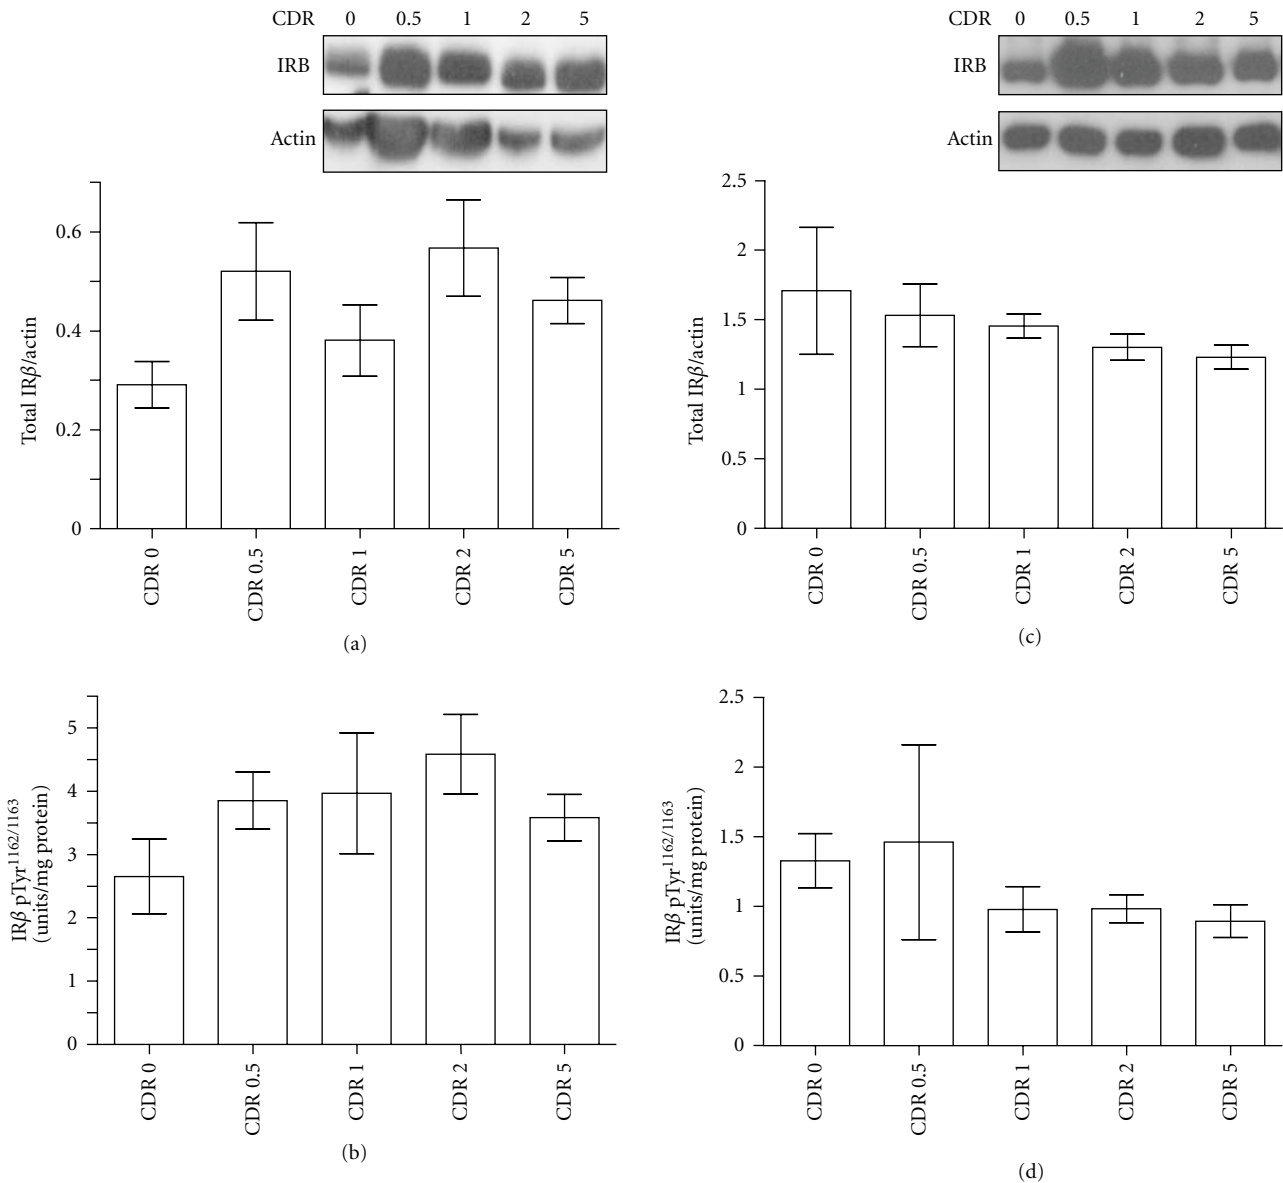 CDR 0 0.5 1 2 5
IRB
Actin
0.6
0.4
0.2
0
Total IRβ/actin
CDR 0
CDR 0.5
CDR 1
CDR 2
CDR 5
(a)
CDR 0 0.5 1 2 5
IRB
Actin
2.5
2
1.5
1
0.5
0
Total IRβ/actin
CDR 0
CDR 0.5
CDR 1
CDR 2
CDR 5
(c)
5
4
3
2
1
0
IRβ pTyr1162/1163
(units/mg protein)
CDR 0
CDR 0.5
CDR 1
CDR 2
CDR 5
(b)
2.5
2
1.5
1
0.5
0
IRβ pTyr1162/1163
(units/mg protein)
CDR 0
CDR 0.5
CDR 1
CDR 2
CDR 5
(d)